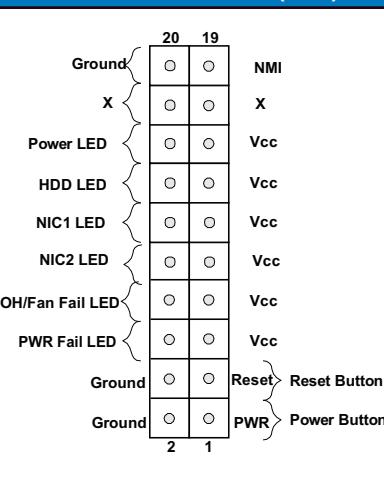 20 19
Ground NMI
X X
Power LED Vcc
HDD LED Vcc
NIC1 LED Vcc
NIC2 LED Vcc
OH/Fan Fail LED Vcc
PWR Fail LED Vcc
Ground Reset Reset Button
Ground PWR Power Button
2 1